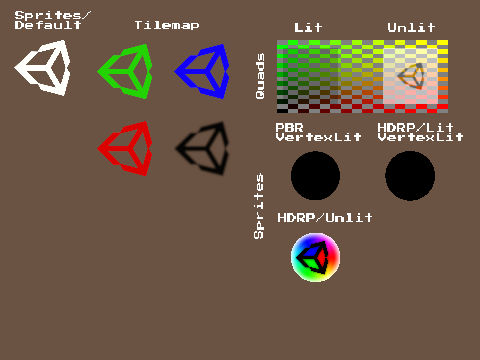 Sprites/
Default
Tilemap
Lit
Unlit
Quads
PBR
VertexLit
HDRP/Lit
VertexLit
Sprites
HDRP/Unlit